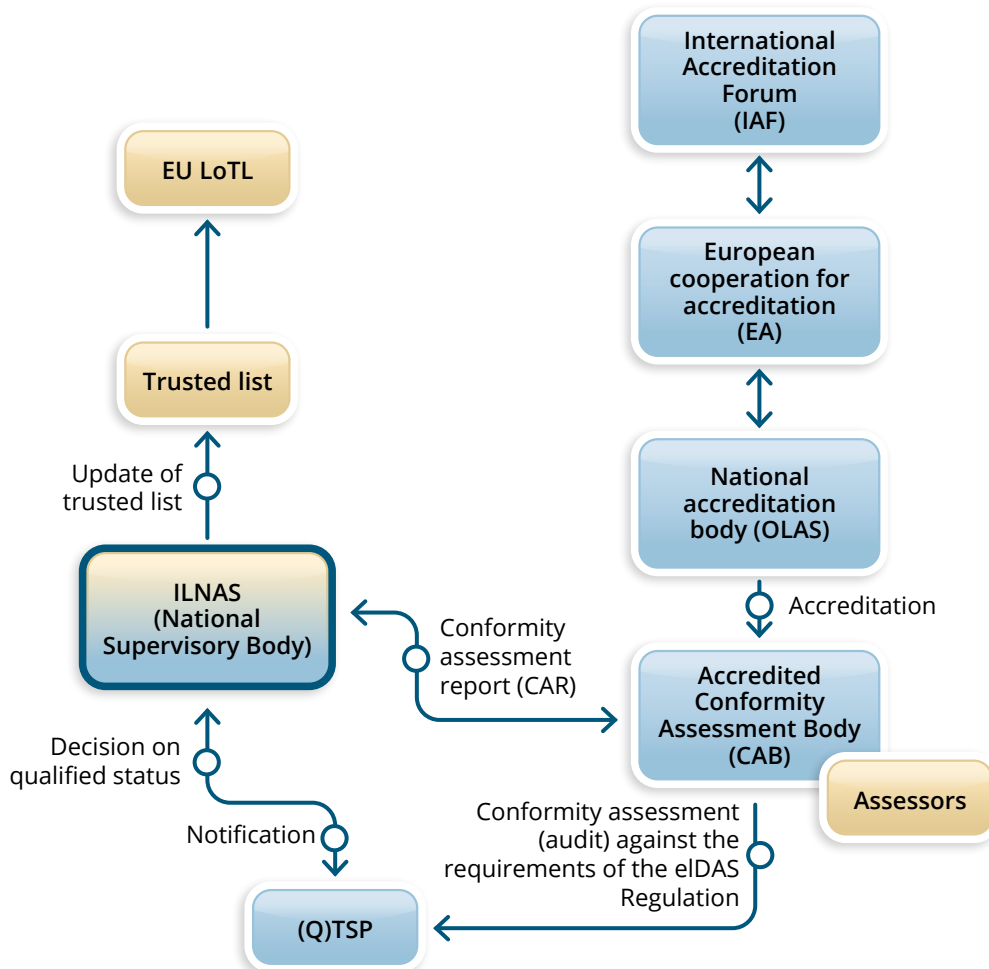 International
Accreditation
Forum
(IAF)
EU LoTL
European
cooperation for
accreditation
(EA)
Trusted list
Update of
trusted list
National
accreditation
body (OLAS)
ILNAS
(National
Supervisory Body)
Accreditation
Conformity
assessment
report (CAR)
Accredited
Conformity
Assessment Body
(CAB)
Assessors
Decision on
qualified status
Notification
Conformity assessment
(audit) against the
requirements of the eIDAS
Regulation
(Q)TSP